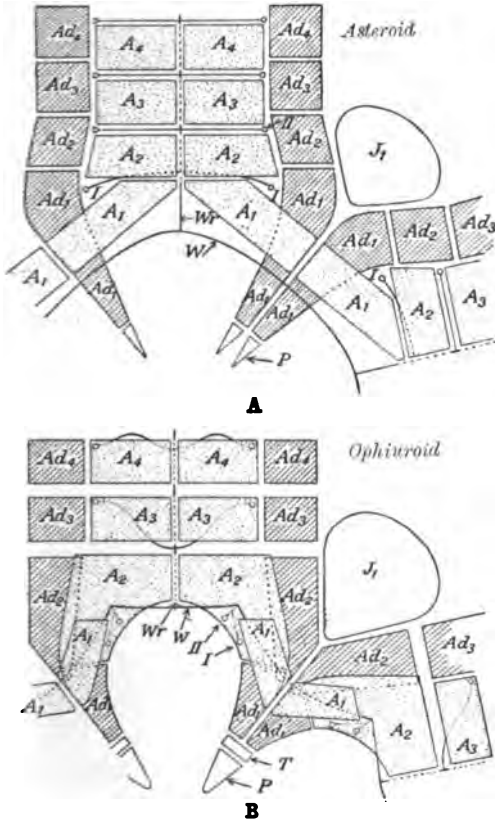 Ad4 A4 A4 Ad4 Asteroid
Ad3 A3 A3 Ad3
II
Ad2 A2 A2 Ad2 J1
I I
Ad1 A1 Wr A1 Ad1 Ad1 Ad2 Ad3
W
A1 I A1 A2 A3
Ad1 Ad1 Ad1
P
A
Ad4 A4 A4 Ad4 Ophiuroid
Ad3 A3 A3 Ad3
J1
Ad2 A2 A2 Ad2
Wr W II I
A1 A1 Ad2 Ad3
A1 Ad1 Ad1 Ad1 A1 A2 A3
T
P
B